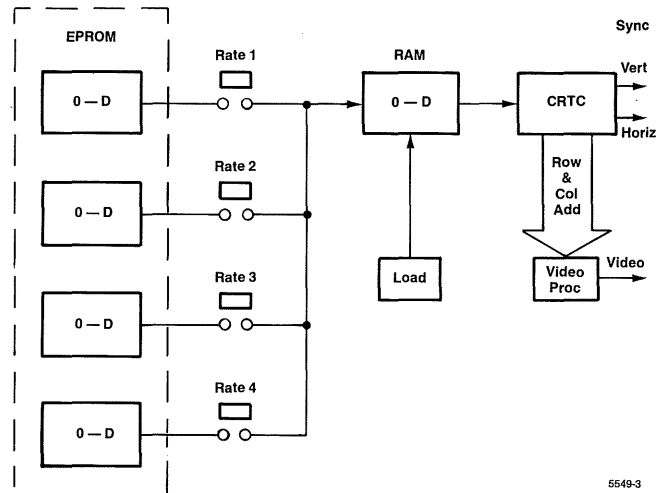 EPROM
Sync
Rate 1
RAM
Vert
0 — D
0 — D
CRTC
Horiz
Rate 2
Row
&
Col
Add
0 — D
Rate 3
Load
Video
Proc
Video
0 — D
Rate 4
0 — D
5549-3